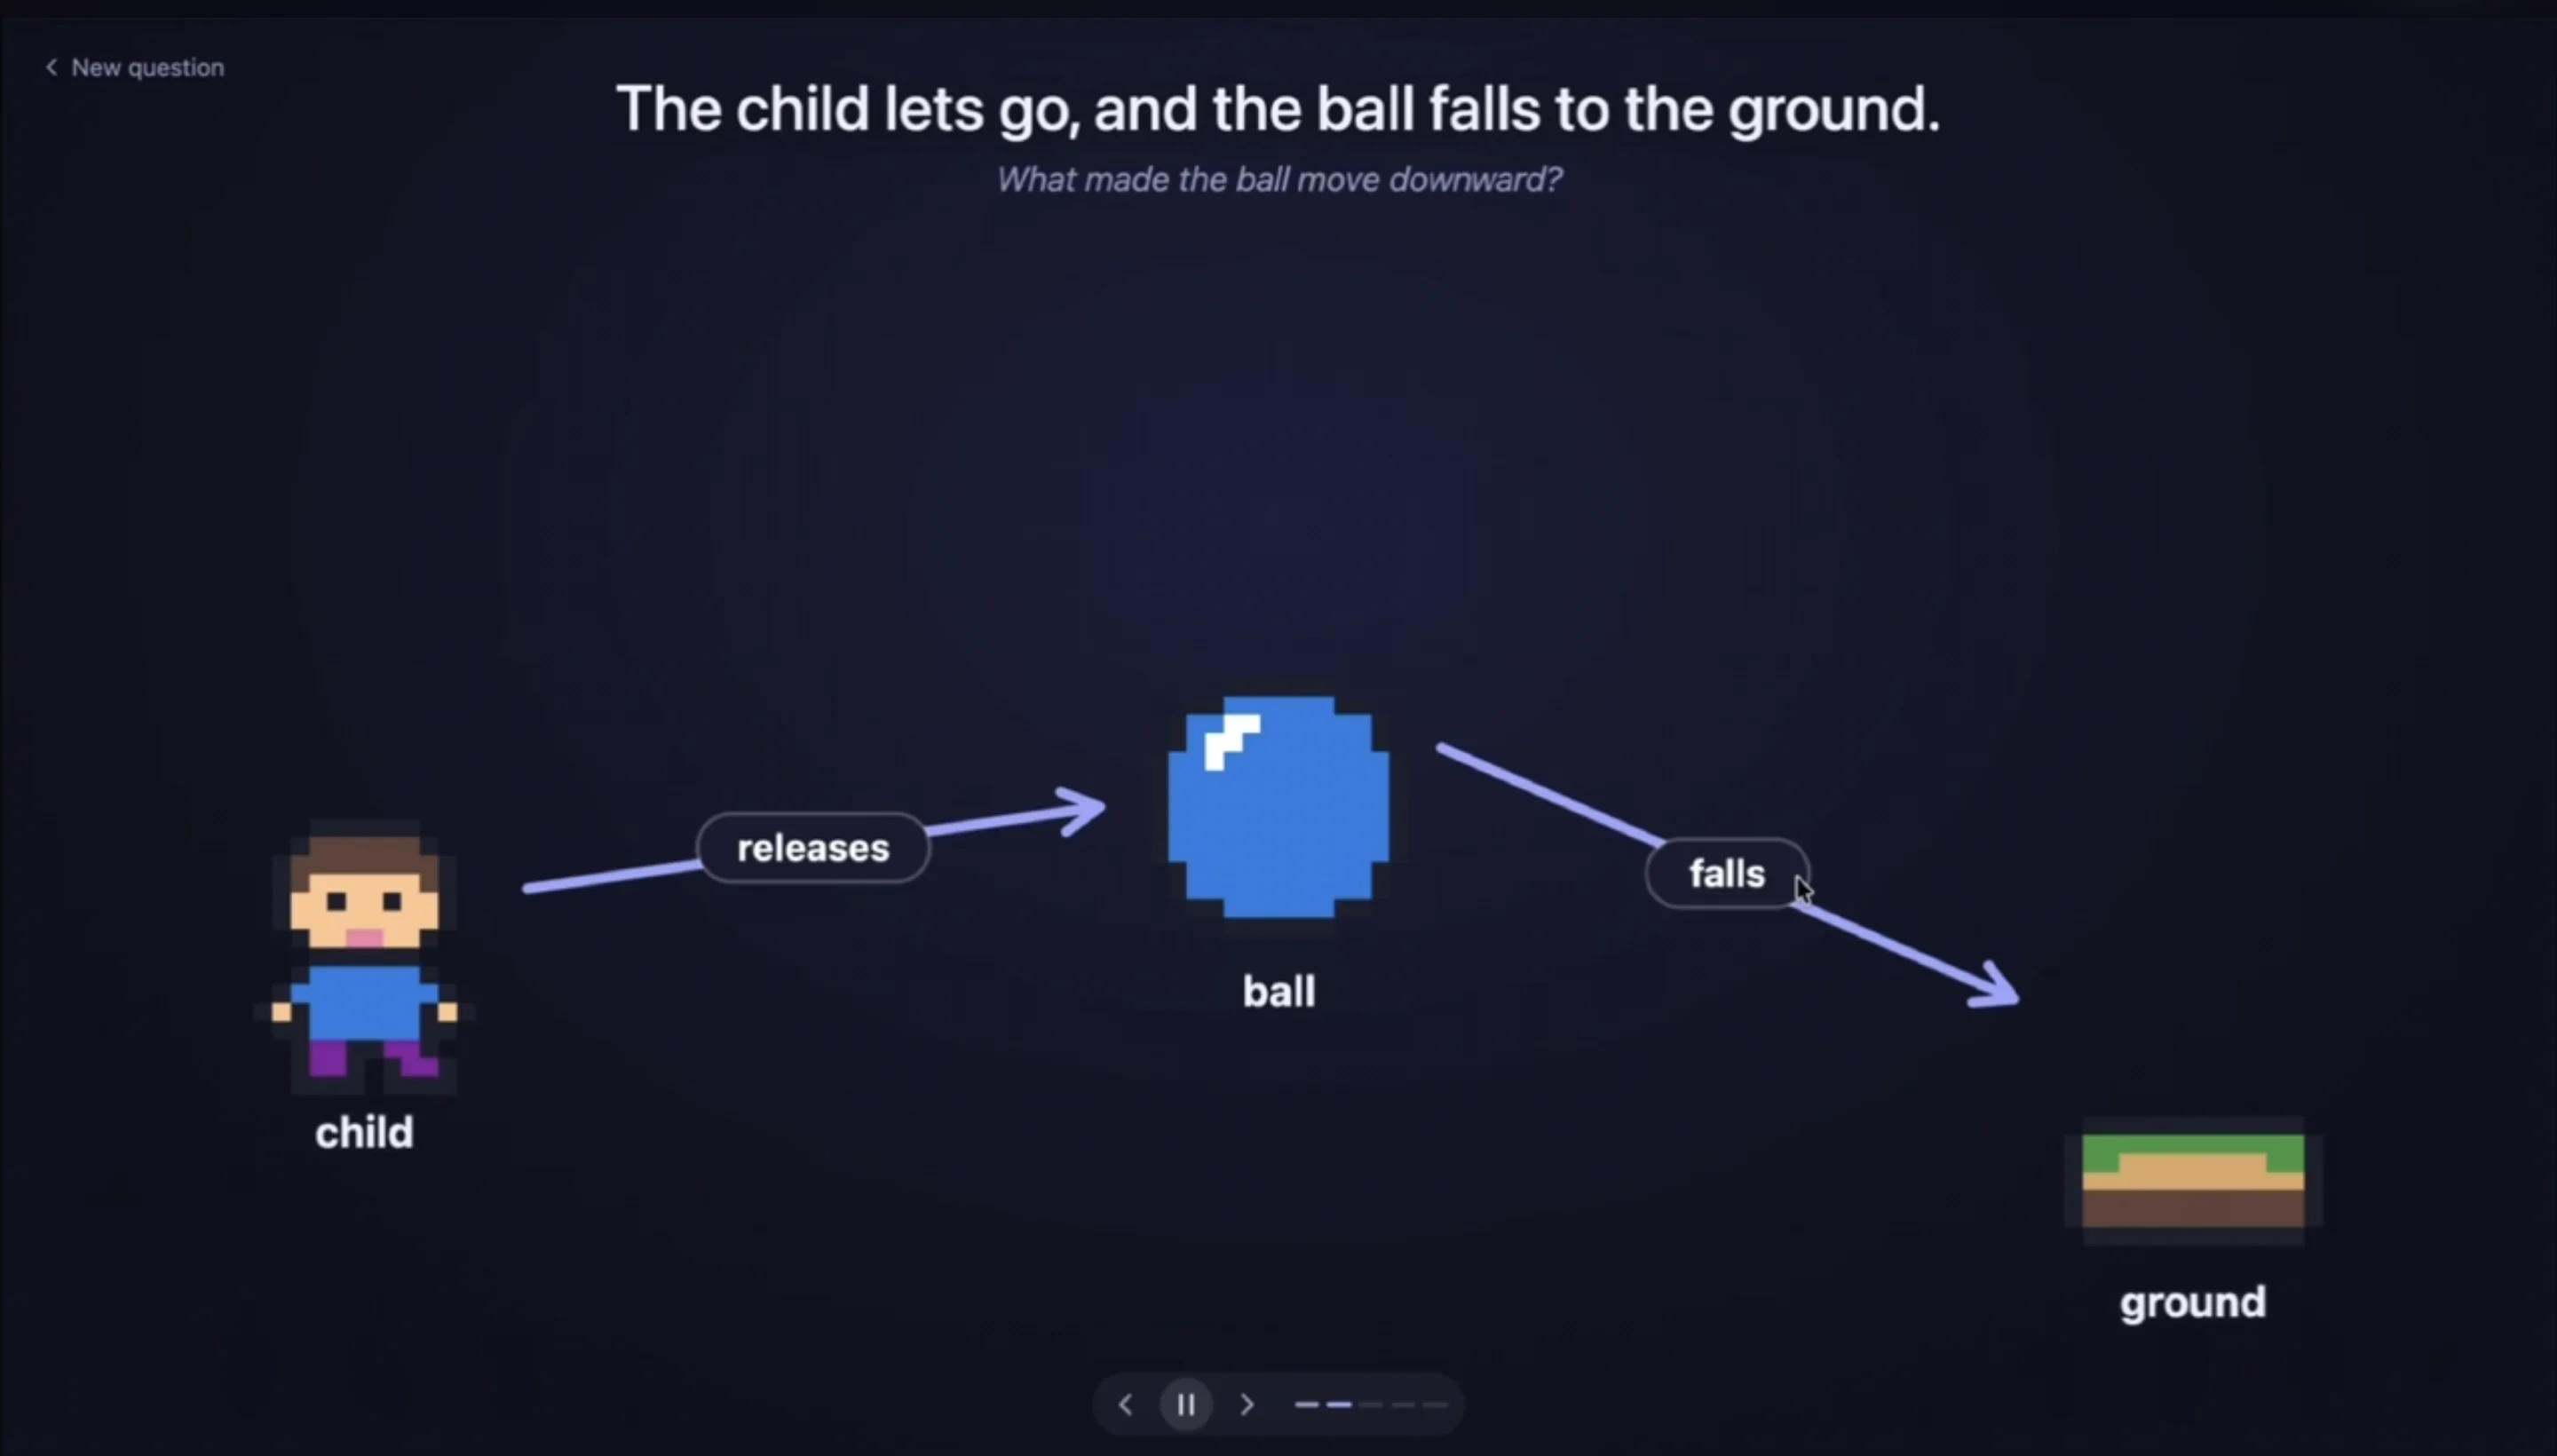 New question
The child lets go, and the ball falls to the ground.
What made the ball move downward?
releases
falls
ball
child
ground